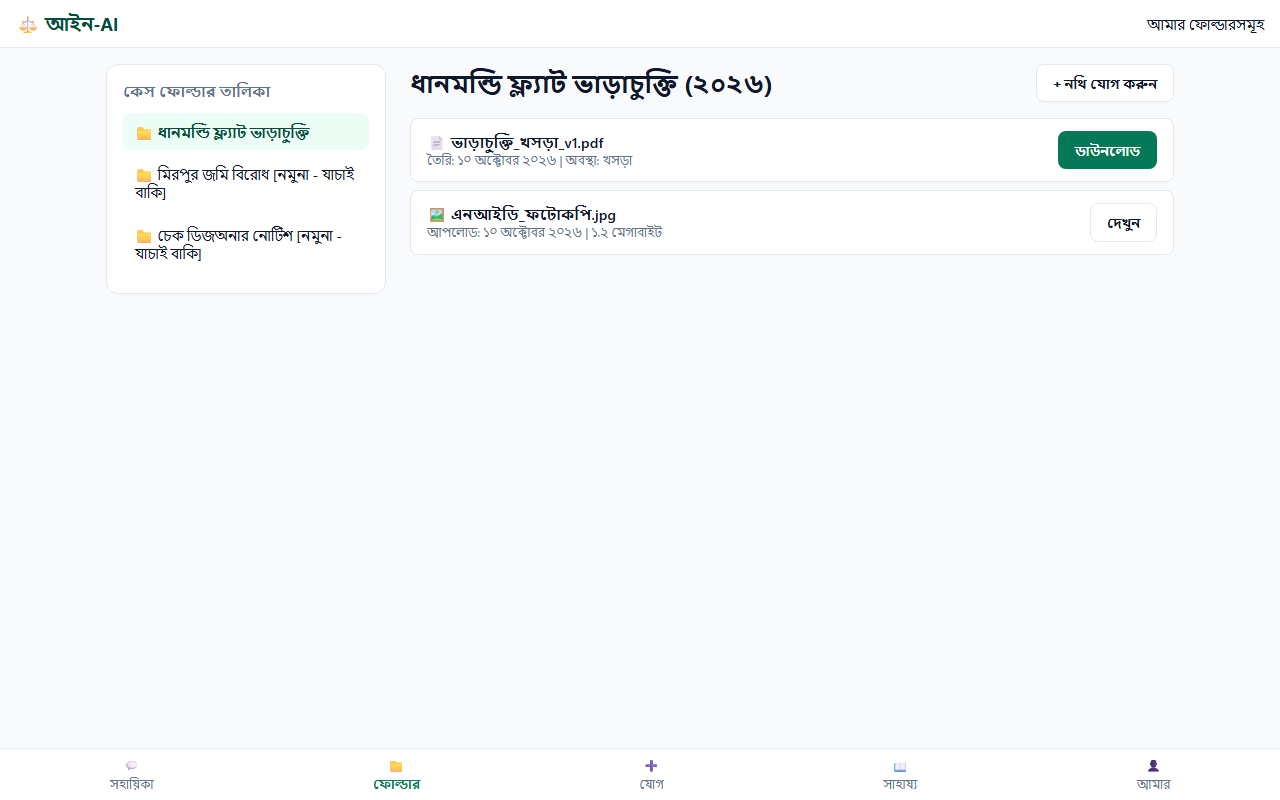 আইন-AI
আমার ফোল্ডারসমূহ
কেস ফোল্ডার তালিকা
ধানমন্ডি ফ্ল্যাট ভাড়াচুক্তি
মিরপুর জমি বিরোধ [নমুনা - যাচাই
বাকি]
চেক ডিজঅনার নোটিশ [নমুনা -
যাচাই বাকি]
ধানমন্ডি ফ্ল্যাট ভাড়াচুক্তি (২০২৬)
+ নথি যোগ করুন
ভাড়াচুক্তি_খসড়া_v1.pdf
তৈরি: ১০ অক্টোবর ২০২৬ | অবস্থা: খসড়া
ডাউনলোড
এনআইডি_ফটোকপি.jpg
আপলোড: ১০ অক্টোবর ২০২৬ | ১.২ মেগাবাইট
দেখুন
সহায়িকা
ফোল্ডার
যোগ
সাহায্য
আমার